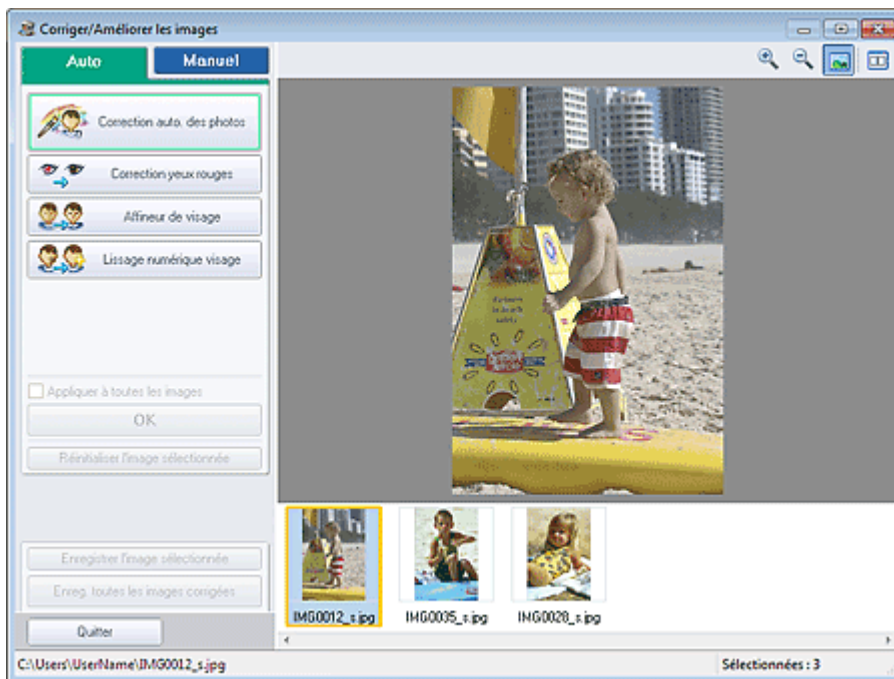 Corriger/Améliorer les images
Auto
Manuel
Correction auto. des photos
Correction yeux rouges
Affineur de visage
Lissage numérique visage
Appliquer à toutes les images
OK
Réinitialiser l'image sélectionnée
Enregistrer l'image sélectionnée
Enreg. toutes les images corrigées
Quitter
IMG0012_s.jpg
IMG0035_s.jpg
IMG0028_s.jpg
C:\Users\UserName\IMG0012_s.jpg
Sélectionnées : 3